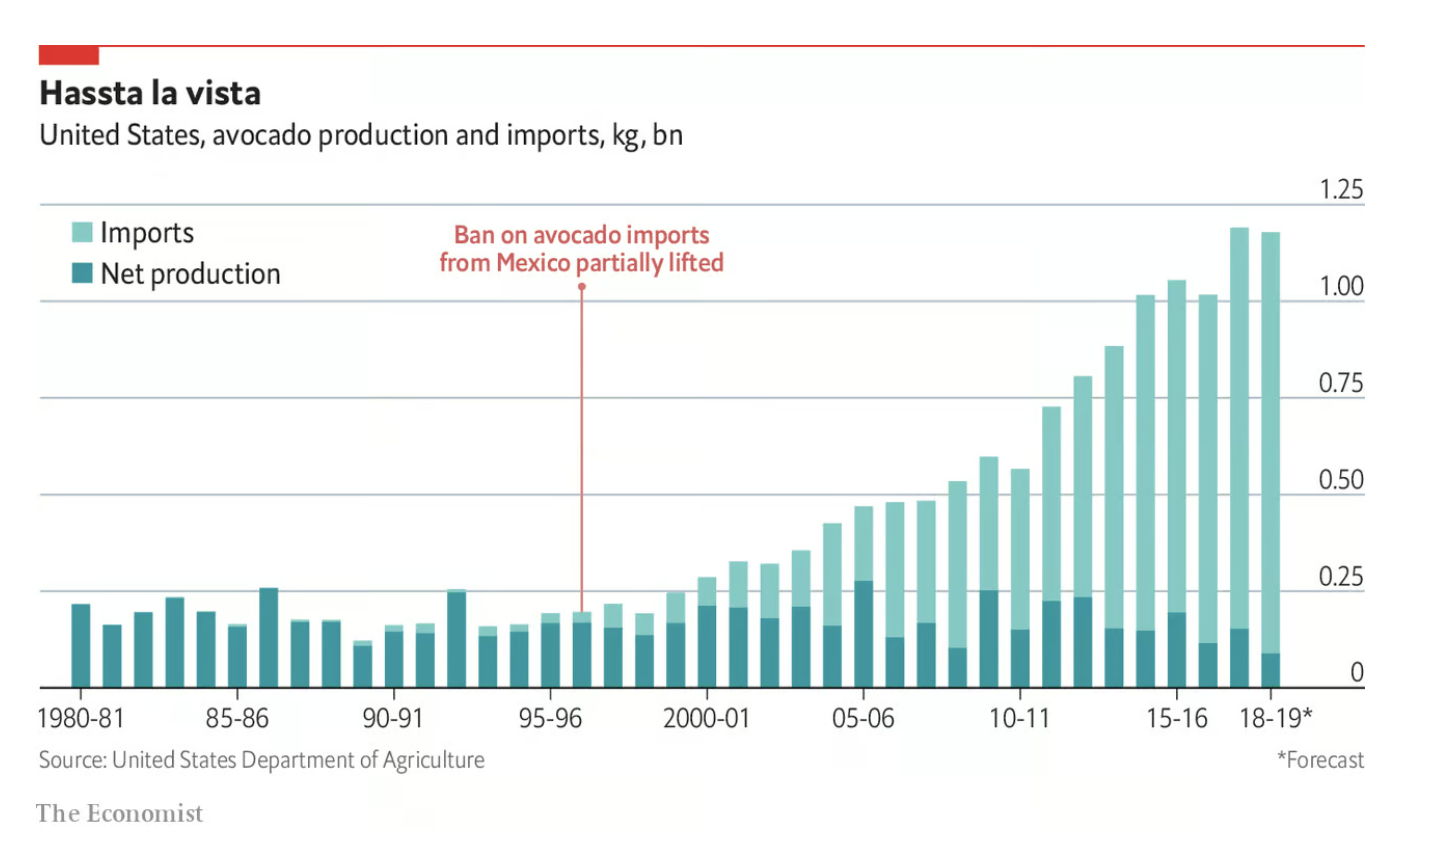 Hassta la vista
United States, avocado production and imports, kg, bn
1.25
Imports
Net production
Ban on avocado imports
from Mexico partially lifted
1.00
0.75
0.50
0.25
0
1980-81 85-86 90-91 95-96 2000-01 05-06 10-11 15-16 18-19*
Source: United States Department of Agriculture *Forecast
The Economist